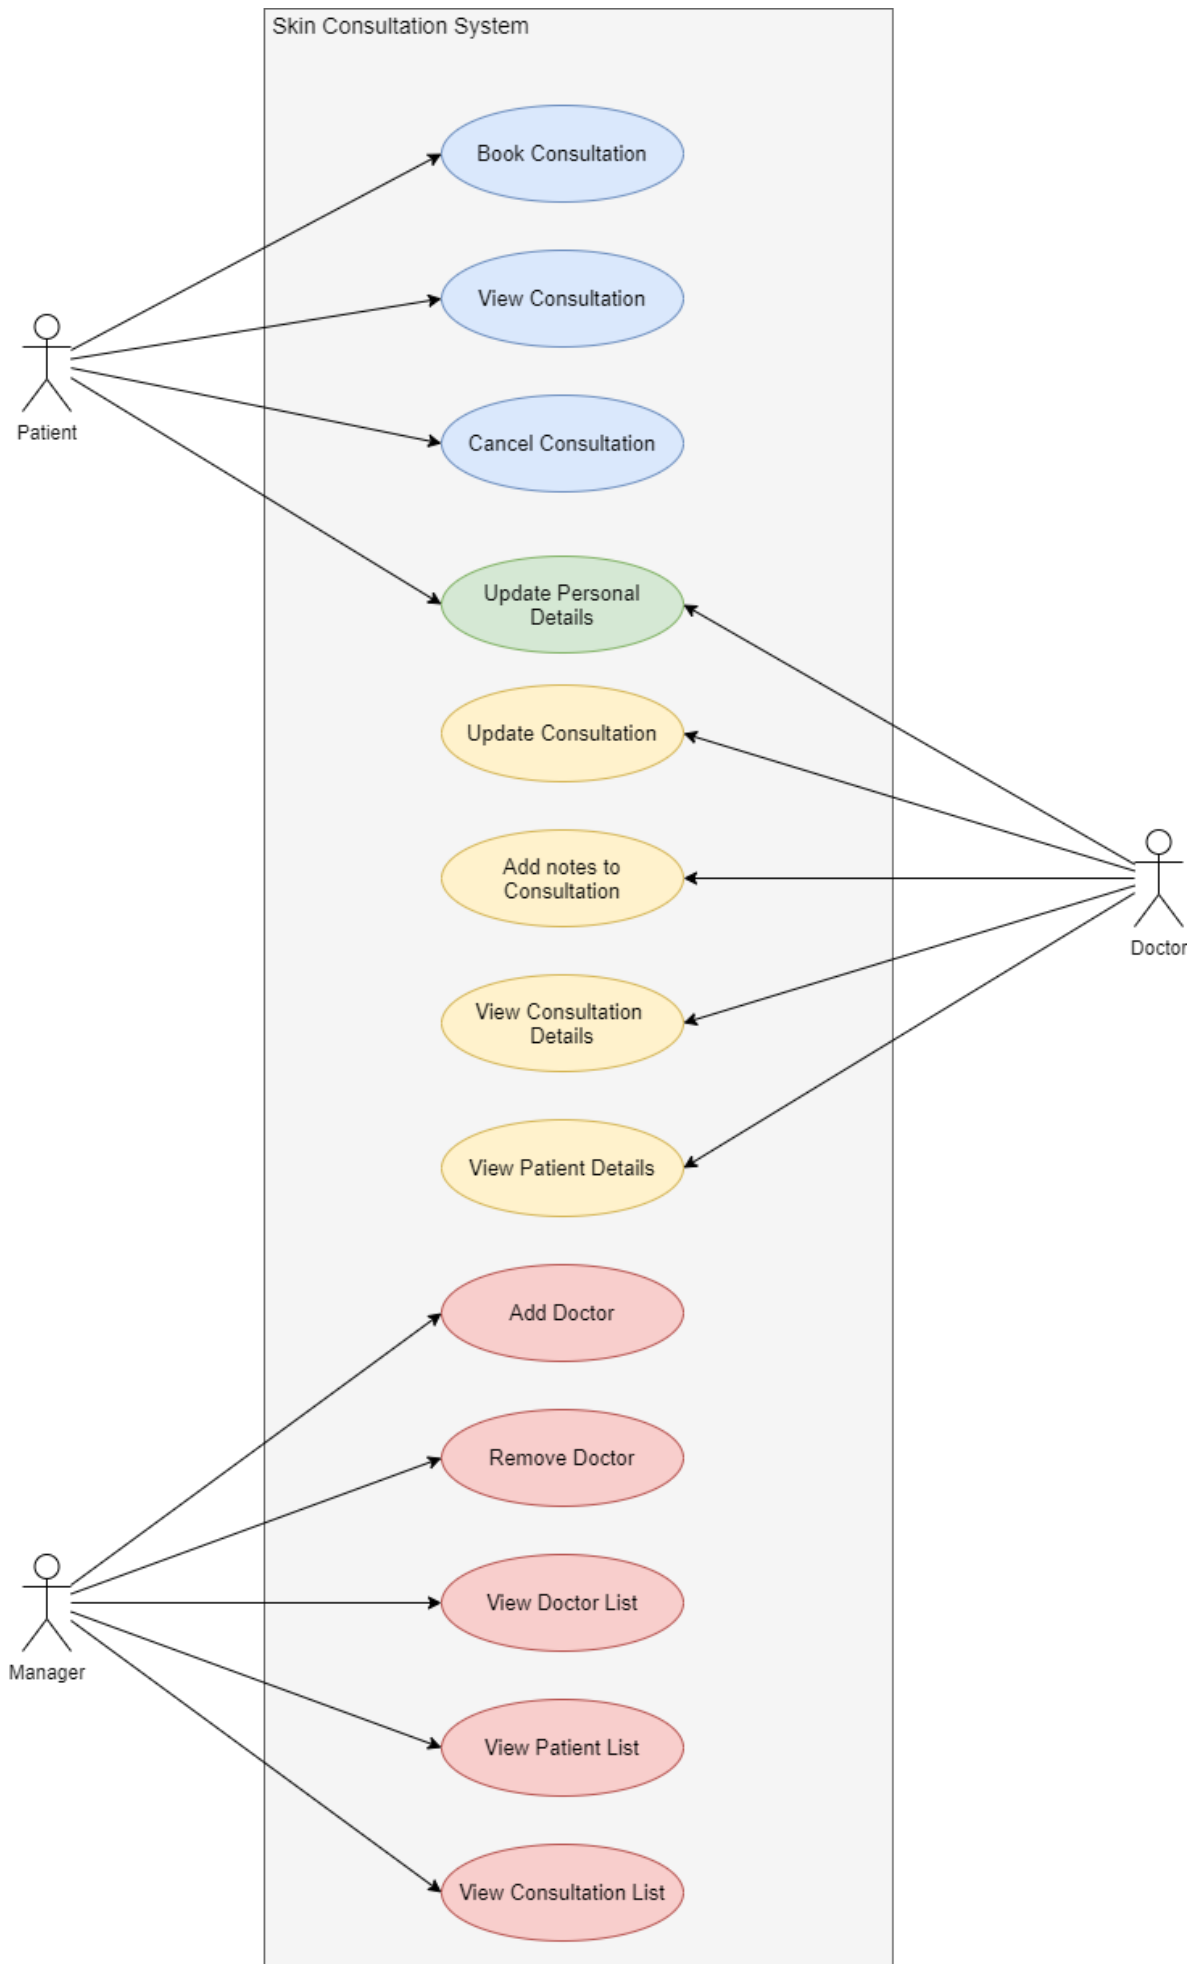 Skin Consultation System
Book Consultation
View Consultation
Patient
Cancel Consultation
Update Personal
Details
Update Consultation
Add notes to
Consultation
Doctor
View Consultation
Details
View Patient Details
Add Doctor
Remove Doctor
View Doctor List
Manager
View Patient List
View Consultation List